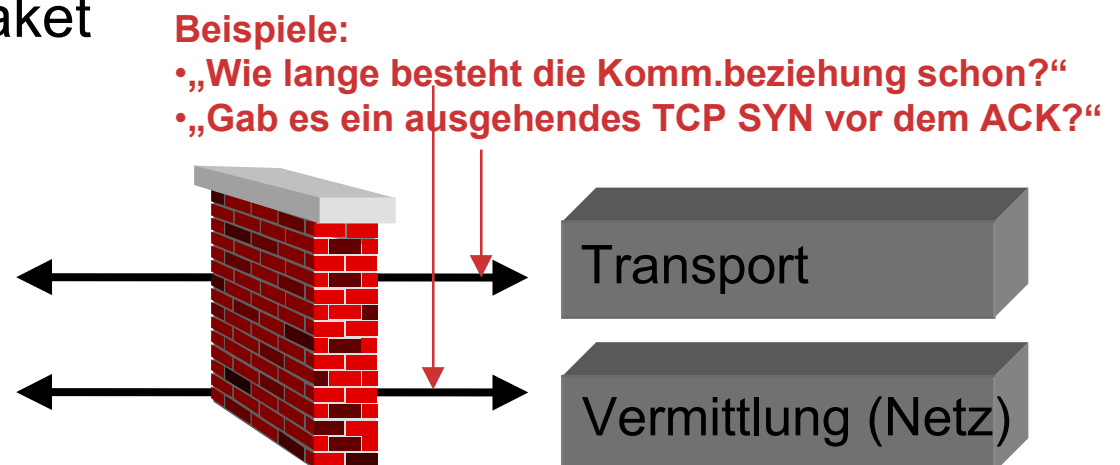 aket
Beispiele:
•„Wie lange besteht die Komm.beziehung schon?“
•„Gab es ein ausgehendes TCP SYN vor dem ACK?“
Transport
Vermittlung (Netz)